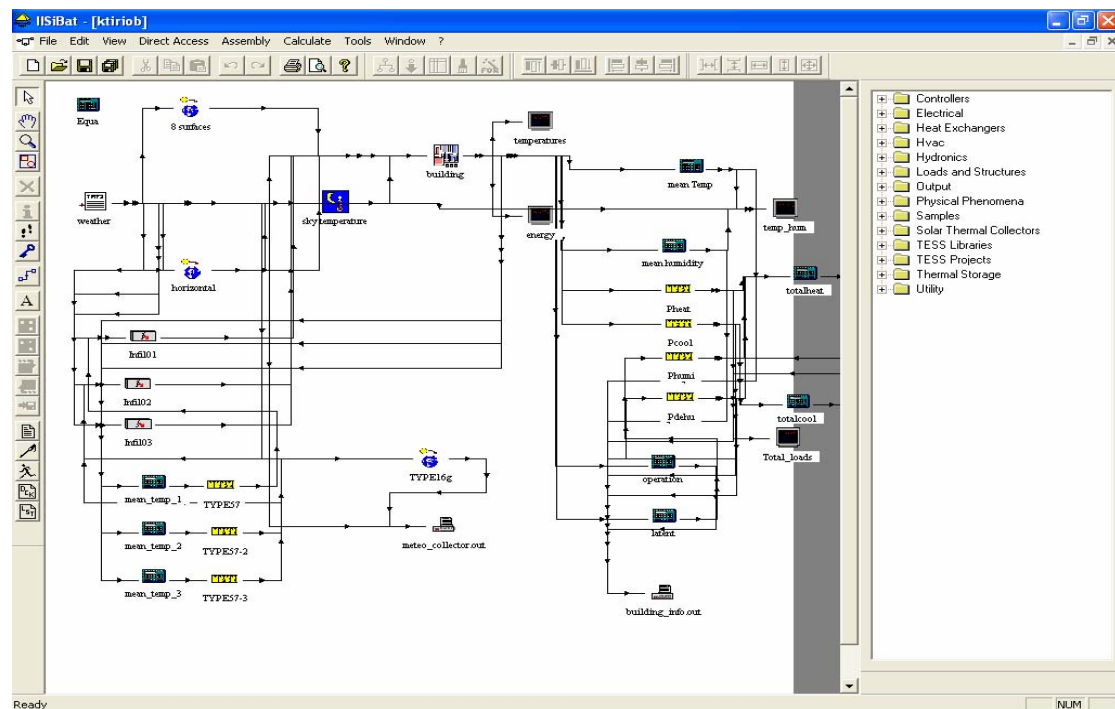 IISiBat - [ktiriob]
File Edit View Direct Access Assembly Calculate Tools Window ?
Equa
8 surfaces
weather
TMY2
sky temperature
building
temperatures
energy
horizontal
Infil01
Infil02
Infil03
mean_temp_1
TYPE57
mean_temp_2
TYPE57-2
mean_temp_3
TYPE57-3
TYPE16g
meteo_collector.out
mean Temp
temp_hum
mean humidity
Pheat
totalheat
Pcool
Phumi
Pdehu
totalcool
Total_loads
operation
latent
building_info.out
Controllers
Electrical
Heat Exchangers
Hvac
Hydronics
Loads and Structures
Output
Physical Phenomena
Samples
Solar Thermal Collectors
TESS Libraries
TESS Projects
Thermal Storage
Utility
Ready
NUM